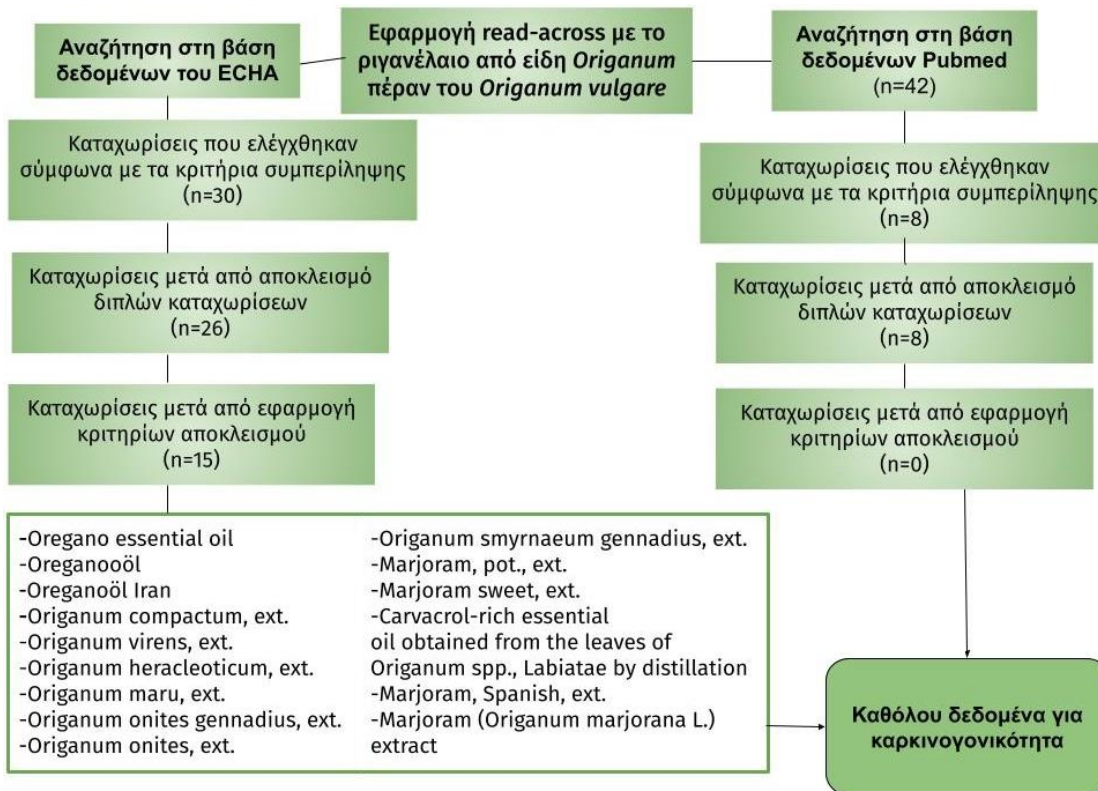 Αναζήτηση στη βάση
δεδομένων του ECHA
Εφαρμογή read-across με το
ριγανέλαιο από είδη Origanum
πέραν του Origanum vulgare
Αναζήτηση στη βάση
δεδομένων Pubmed
(n=42)
Καταχωρίσεις που ελέγχθηκαν
σύμφωνα με τα κριτήρια συμπερίληψης
(n=30)
Καταχωρίσεις μετά από αποκλεισμό
διπλών καταχωρίσεων
(n=26)
Καταχωρίσεις μετά από εφαρμογή
κριτηρίων αποκλεισμού
(n=15)
Καταχωρίσεις που ελέγχθηκαν
σύμφωνα με τα κριτήρια συμπερίληψης
(n=8)
Καταχωρίσεις μετά από αποκλεισμό
διπλών καταχωρίσεων
(n=8)
Καταχωρίσεις μετά από εφαρμογή
κριτηρίων αποκλεισμού
(n=0)
-Oregano essential oil
-Oreganooöl
-Oreganoöl Iran
-Origanum compactum, ext.
-Origanum virens, ext.
-Origanum heracleoticum, ext.
-Origanum maru, ext.
-Origanum onites gennadius, ext.
-Origanum onites, ext.
-Origanum smyrnaeum gennadius, ext.
-Marjoram, pot., ext.
-Marjoram sweet, ext.
-Carvacrol-rich essential
oil obtained from the leaves of
Origanum spp., Labiatae by distillation
-Marjoram, Spanish, ext.
-Marjoram (Origanum marjorana L.)
extract
Καθόλου δεδομένα για
καρκινογονικότητα